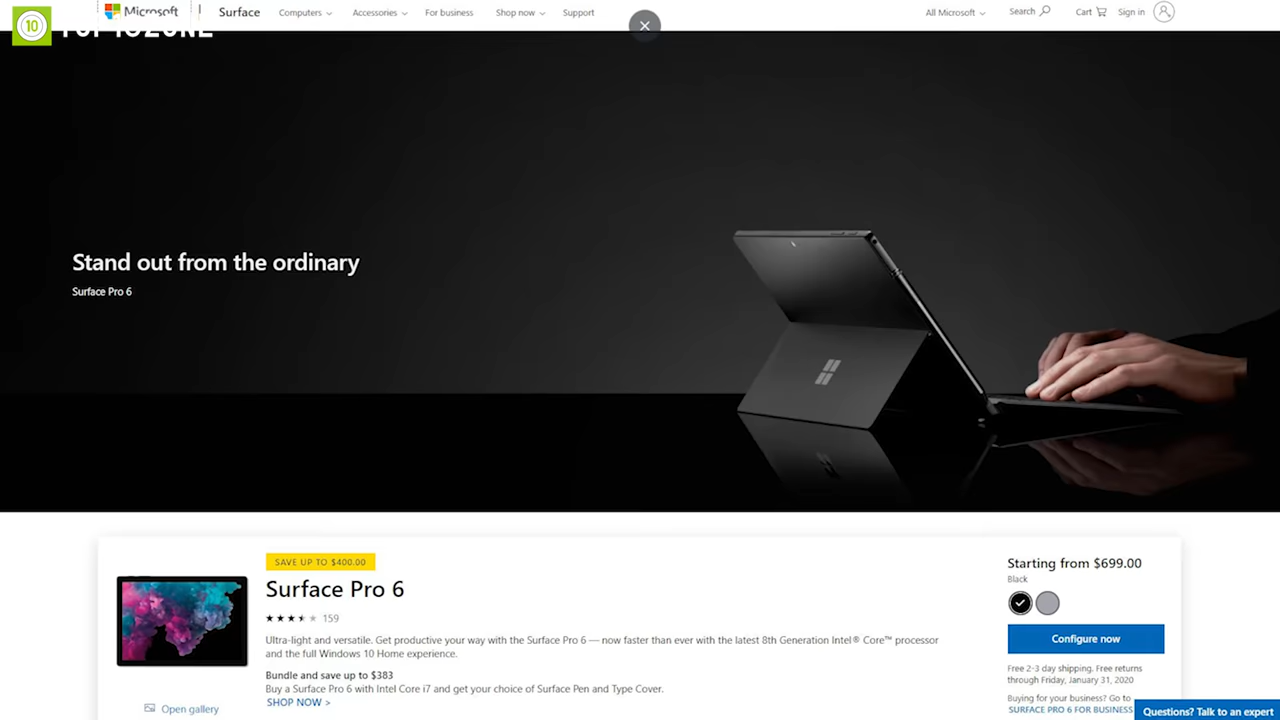 Microsoft
Surface
Computers
Accessories
For business
Shop now
Support
All Microsoft
Search
Cart
Sign in
10
TOP 10ZONE
Stand out from the ordinary
Surface Pro 6
SAVE UP TO $400.00
Surface Pro 6
159
Ultra-light and versatile. Get productive your way with the Surface Pro 6 — now faster than ever with the latest 8th Generation Intel® Core™ processor
and the full Windows 10 Home experience.
Bundle and save up to $383
Buy a Surface Pro 6 with Intel Core i7 and get your choice of Surface Pen and Type Cover.
SHOP NOW >
Open gallery
Starting from $699.00
Black
Configure now
Free 2-3 day shipping. Free returns
through Friday, January 31, 2020
Buying for your business? Go to
SURFACE PRO 6 FOR BUSINESS
Questions? Talk to an expert